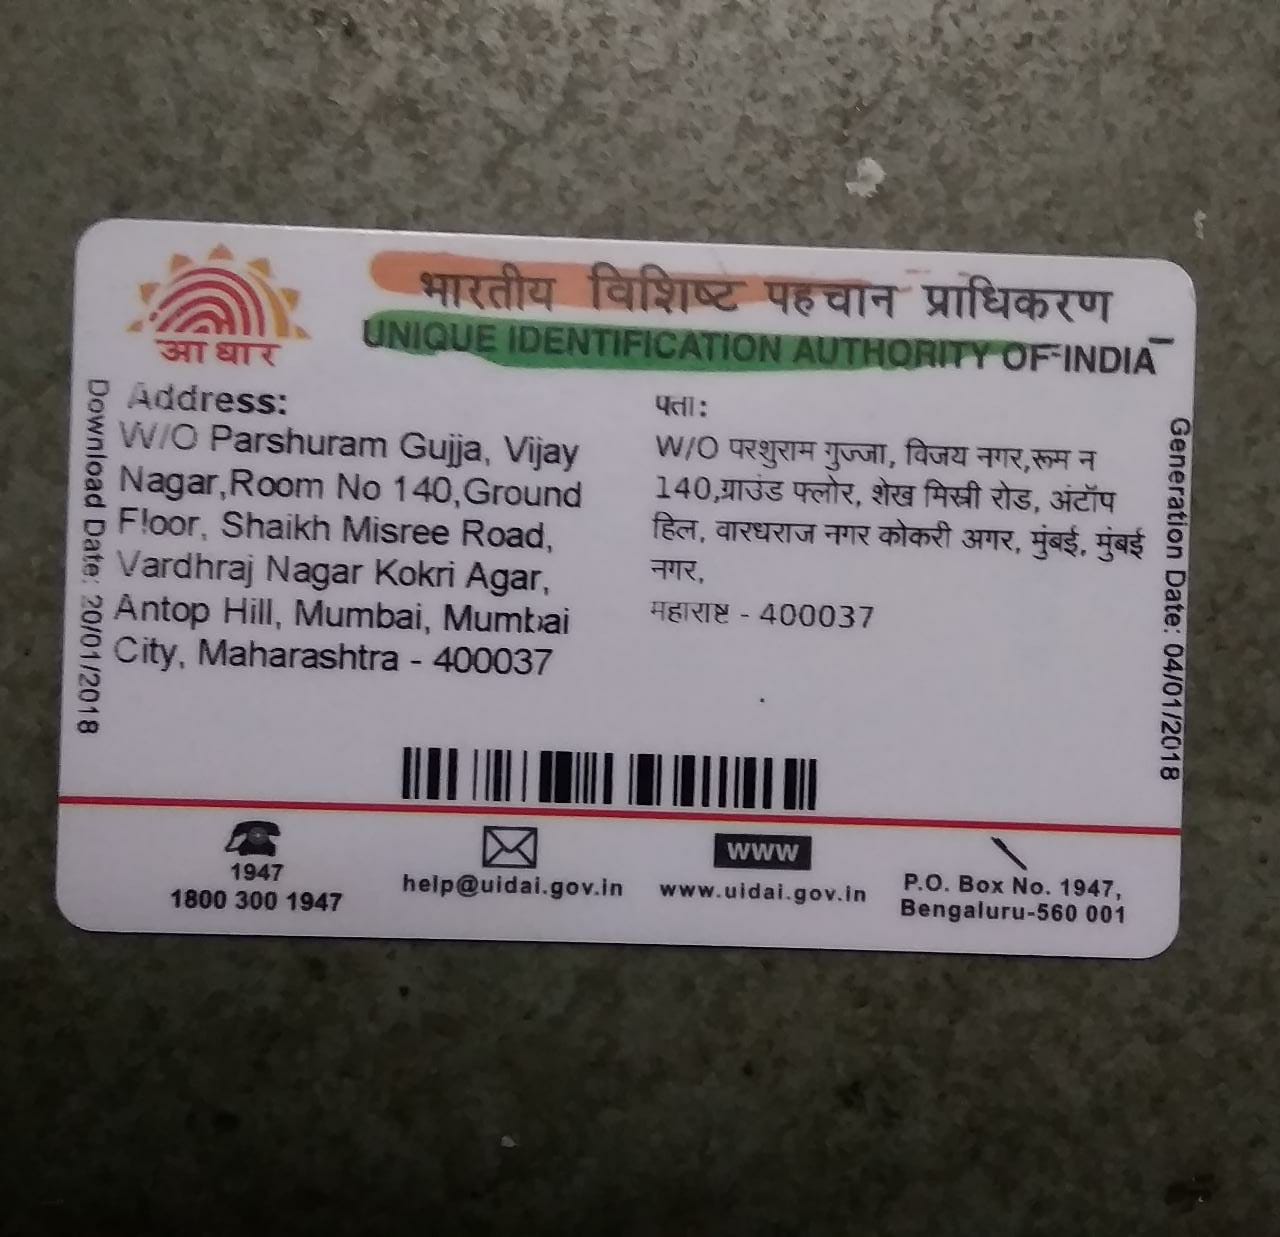 भारतीय विशिष्ट पहचान प्राधिकरण
UNIQUE IDENTIFICATION AUTHORITY OF INDIA
आधार
Address:
W/O Parshuram Gujja, Vijay
Nagar,Room No 140,Ground
Floor, Shaikh Misree Road,
Vardhraj Nagar Kokri Agar,
Antop Hill, Mumbai, Mumbai
City, Maharashtra - 400037
पता:
W/O परशुराम गुज्जा, विजय नगर,रूम न
140,ग्राउंड फ्लोर, शेख मिस्री रोड, अंटॉप
हिल, वारधराज नगर कोकरी अगर, मुंबई, मुंबई
नगर,
महाराष्ट - 400037
Download Date: 20/01/2018
Generation Date: 04/01/2018
1947
1800 300 1947
help@uidai.gov.in
www
www.uidai.gov.in
P.O. Box No. 1947,
Bengaluru-560 001